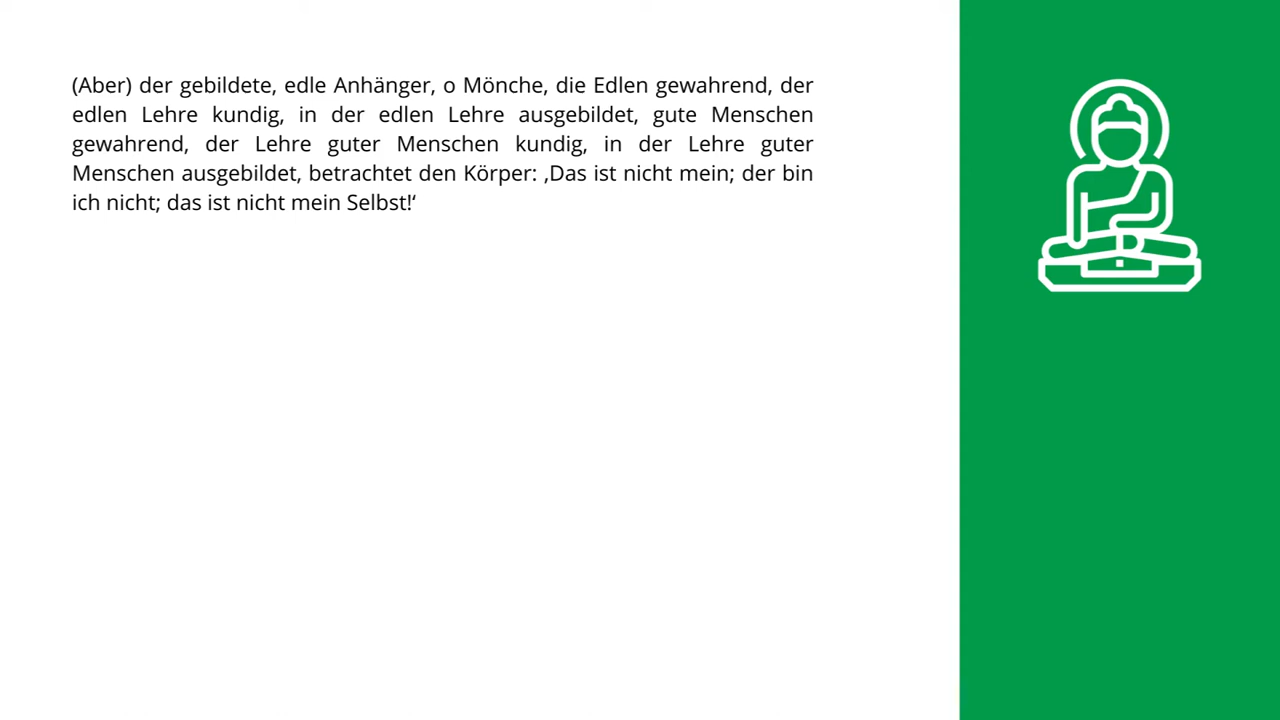 (Aber) der gebildete, edle Anhänger, o Mönche, die Edlen gewahrend, der
edlen Lehre kundig, in der edlen Lehre ausgebildet, gute Menschen
gewahrend, der Lehre guter Menschen kundig, in der Lehre guter
Menschen ausgebildet, betrachtet den Körper: ‚Das ist nicht mein; der bin
ich nicht; das ist nicht mein Selbst!‘